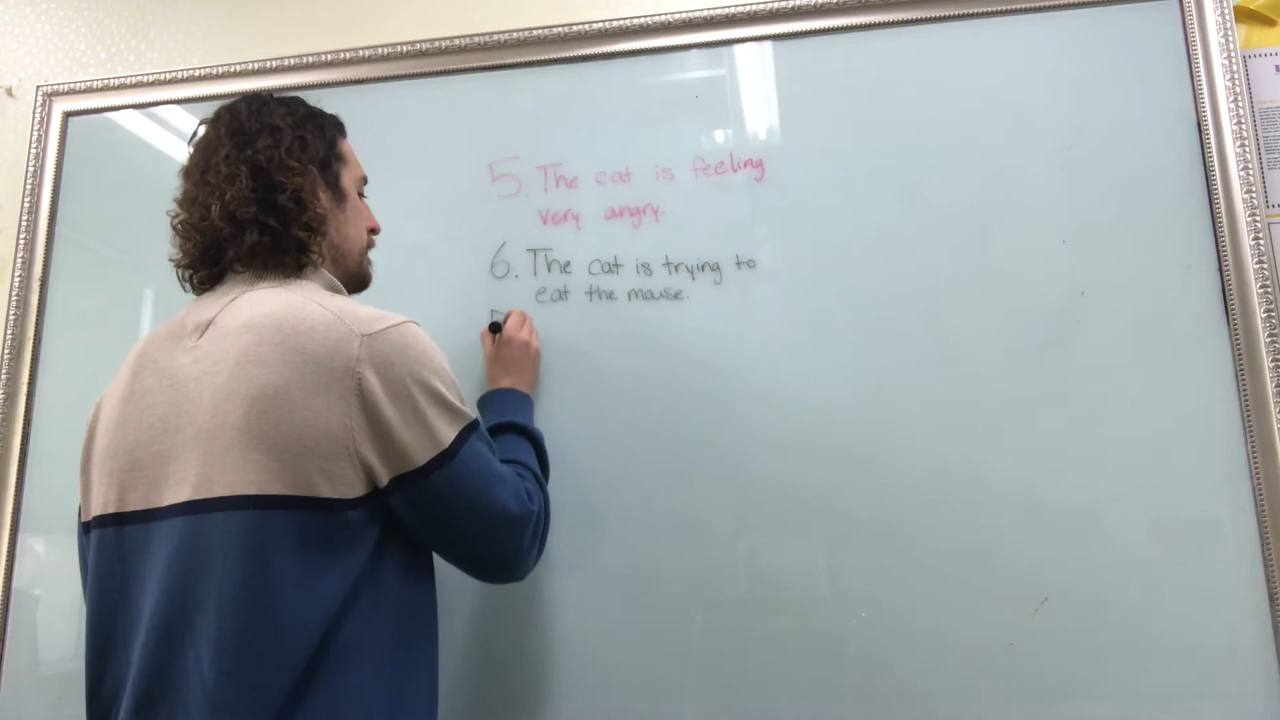 5. The cat is feeling
very angry.
6. The cat is trying to
eat the mouse.